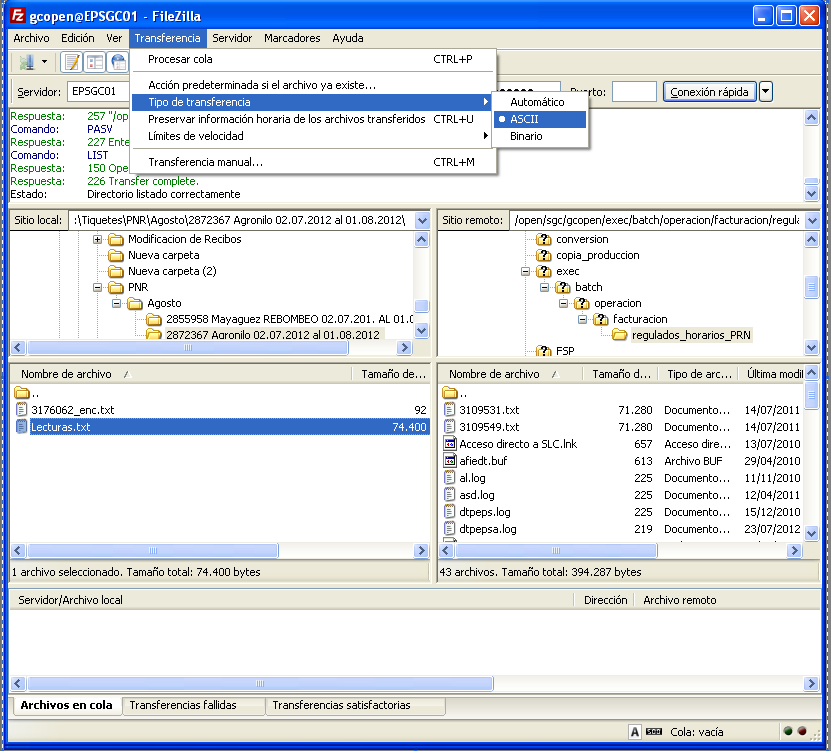 gcopen@EPSGC01 - FileZilla
Archivo Edición Ver Transferencia Servidor Marcadores Ayuda
Procesar cola CTRL+P
Acción predeterminada si el archivo ya existe...
Tipo de transferencia
Preservar información horaria de los archivos transferidos CTRL+U
Límites de velocidad
Transferencia manual... CTRL+M
Automático
ASCII
Binario
Servidor: EPSGC01 Puerto: Conexión rápida
Respuesta: 257 "/op
Comando: PASV
Respuesta: 227 Ente
Comando: LIST
Respuesta: 150 Ope
Respuesta: 226 Transfer complete.
Estado: Directorio listado correctamente
Sitio local: :\Tiquetes\PNR\Agosto\2872367 Agronilo 02.07.2012 al 01.08.2012\
Modificacion de Recibos
Nueva carpeta
Nueva carpeta (2)
PNR
Agosto
2855958 Mayaguez REBOMBEO 02.07.201. AL 01.0
2872367 Agronilo 02.07.2012 al 01.08.2012
Sitio remoto: /open/sgc/gcopen/exec/batch/operacion/facturacion/regula
conversion
copia_produccion
exec
batch
operacion
facturacion
regulados_horarios_PRN
FSP
Nombre de archivo Tamaño de...
..
3176062_enc.txt 92
Lecturas.txt 74.400
1 archivo seleccionado. Tamaño total: 74.400 bytes
Nombre de archivo Tamaño d... Tipo de arc... Última modi
..
3109531.txt 71.280 Documento... 14/07/2011
3109549.txt 71.280 Documento... 14/07/2011
Acceso directo a SLC.lnk 657 Acceso dire... 13/07/2010
afiedt.buf 613 Archivo BUF 29/04/2010
al.log 225 Documento... 11/11/2010
asd.log 225 Documento... 12/04/2011
dtpeps.log 225 Documento... 15/12/2010
dtpepsa.log 219 Documento... 23/07/2012
43 archivos. Tamaño total: 394.287 bytes
Servidor/Archivo local Dirección Archivo remoto
Archivos en cola Transferencias fallidas Transferencias satisfactorias
A Cola: vacía